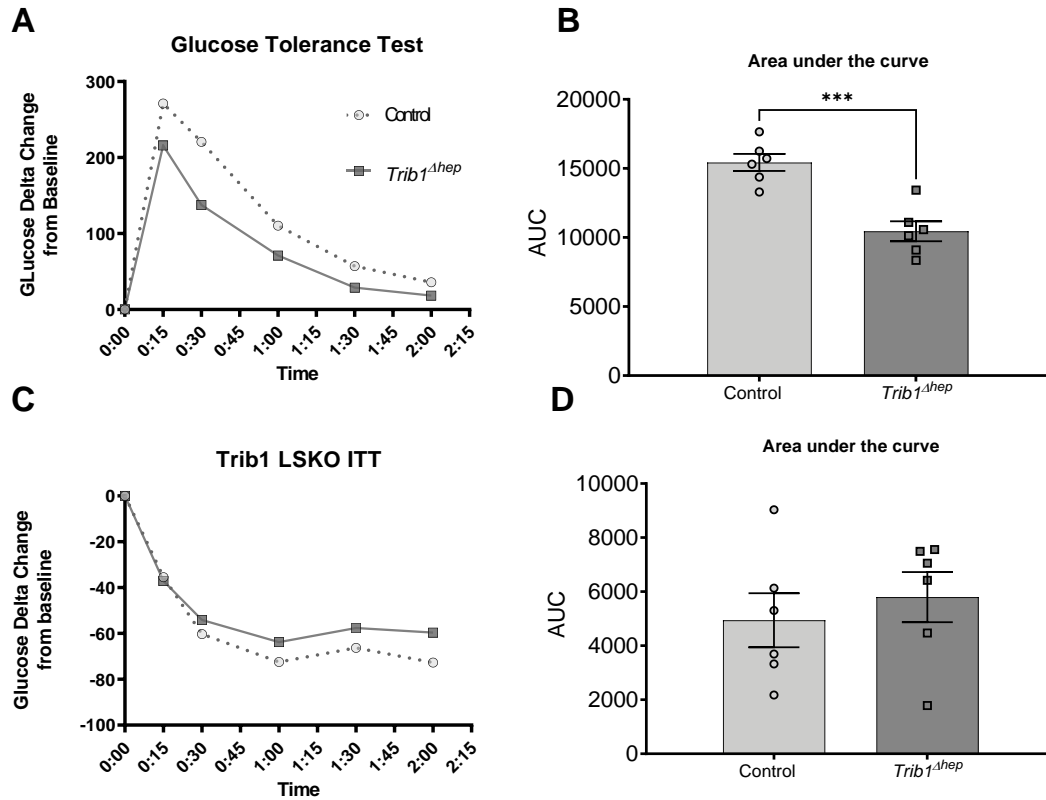 A
Glucose Tolerance Test
GLucose Delta Change
from Baseline
300
200
100
0
0:00
0:15
0:30
0:45
1:00
1:15
1:30
1:45
2:00
2:15
Time
Control
Trib1Δhep
B
Area under the curve
AUC
20000
15000
10000
5000
0
***
Control
Trib1Δhep
C
Trib1 LSKO ITT
Glucose Delta Change
from baseline
0
-20
-40
-60
-80
-100
0:00
0:15
0:30
0:45
1:00
1:15
1:30
1:45
2:00
2:15
Time
D
Area under the curve
AUC
10000
8000
6000
4000
2000
0
Control
Trib1Δhep